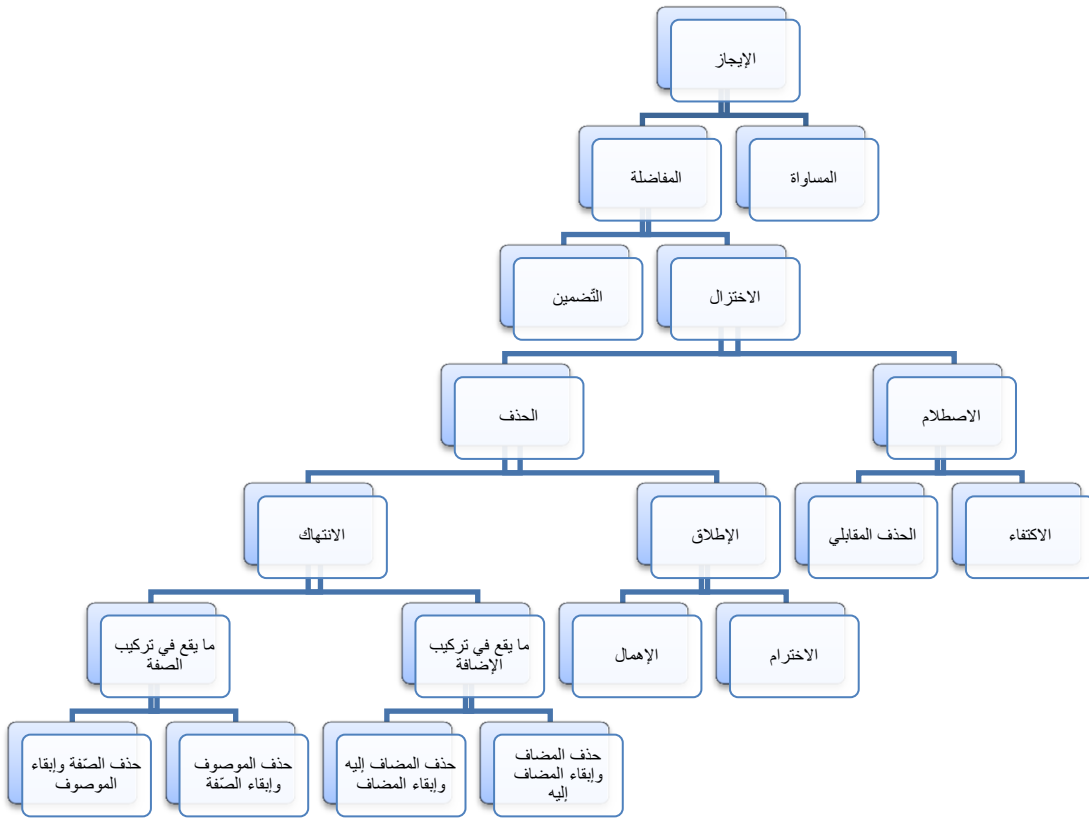 الإيجاز
المساواة
المفاضلة
الاختزال
التّضمين
الاصطلام
الحذف
الاكتفاء
الحذف المقابلي
الإطلاق
الانتهاك
الاخترام
الإهمال
ما يقع في تركيب
الإضافة
ما يقع في تركيب
الصفة
حذف المضاف
وإبقاء المضاف
إليه
حذف المضاف إليه
وإبقاء المضاف
حذف الموصوف
وإبقاء الصّفة
حذف الصّفة وإبقاء
الموصوف